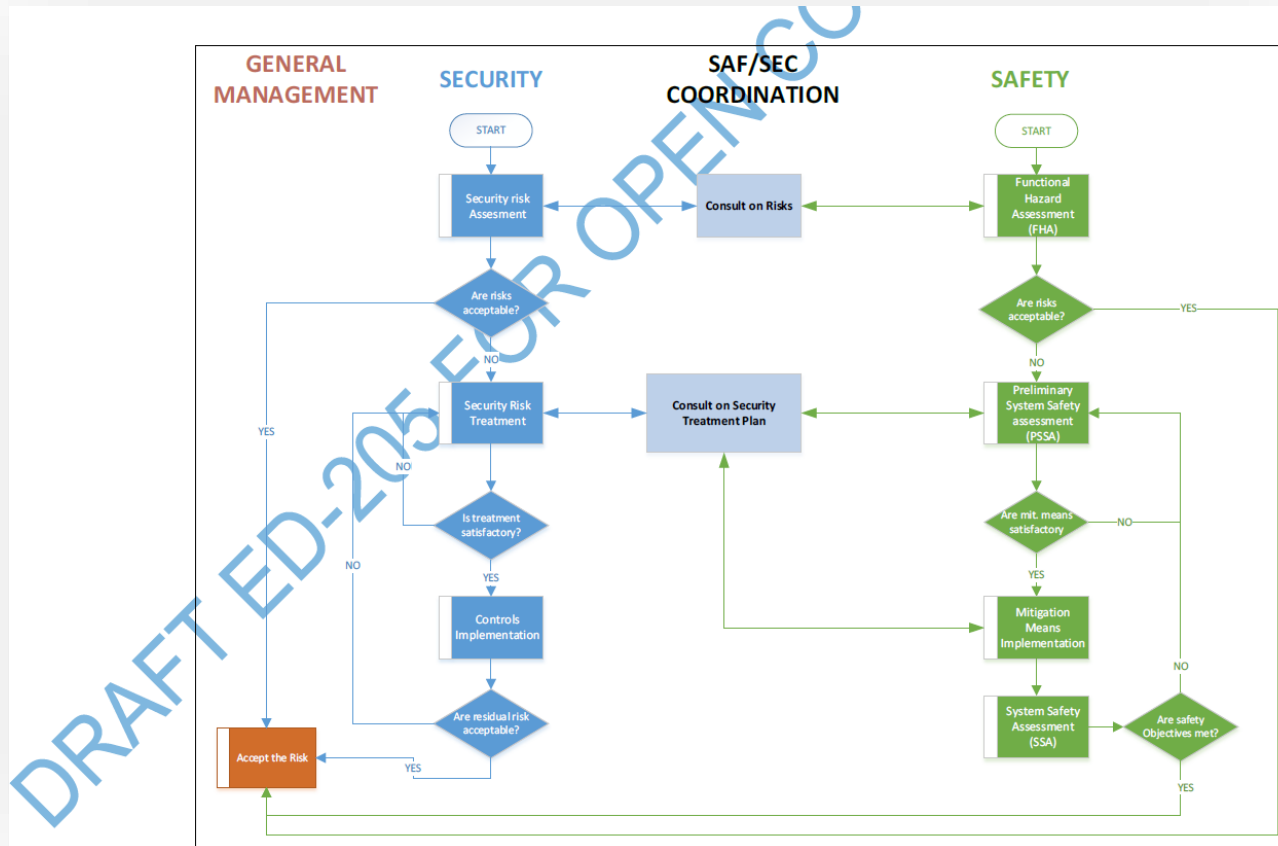 GENERAL
MANAGEMENT
SECURITY
SAF/SEC
COORDINATION
SAFETY
START
START
Security risk
Assesment
Consult on Risks
Functional
Hazard
Assessment
(FHA)
Are risks
acceptable?
Are risks
acceptable?
YES
NO
NO
Security Risk
Treatment
Consult on Security
Treatment Plan
Preliminary
System Safety
assessment
(PSSA)
YES
NO
Is treatment
satisfactory?
Are mit. means
satisfactory
NO
NO
YES
YES
Controls
Implementation
Mitigation
Means
Implementation
NO
Are residual risk
acceptable?
System Safety
Assessment
(SSA)
Are safety
Objectives met?
Accept the Risk
YES
YES
DRAFT ED-205 FOR OPEN CO